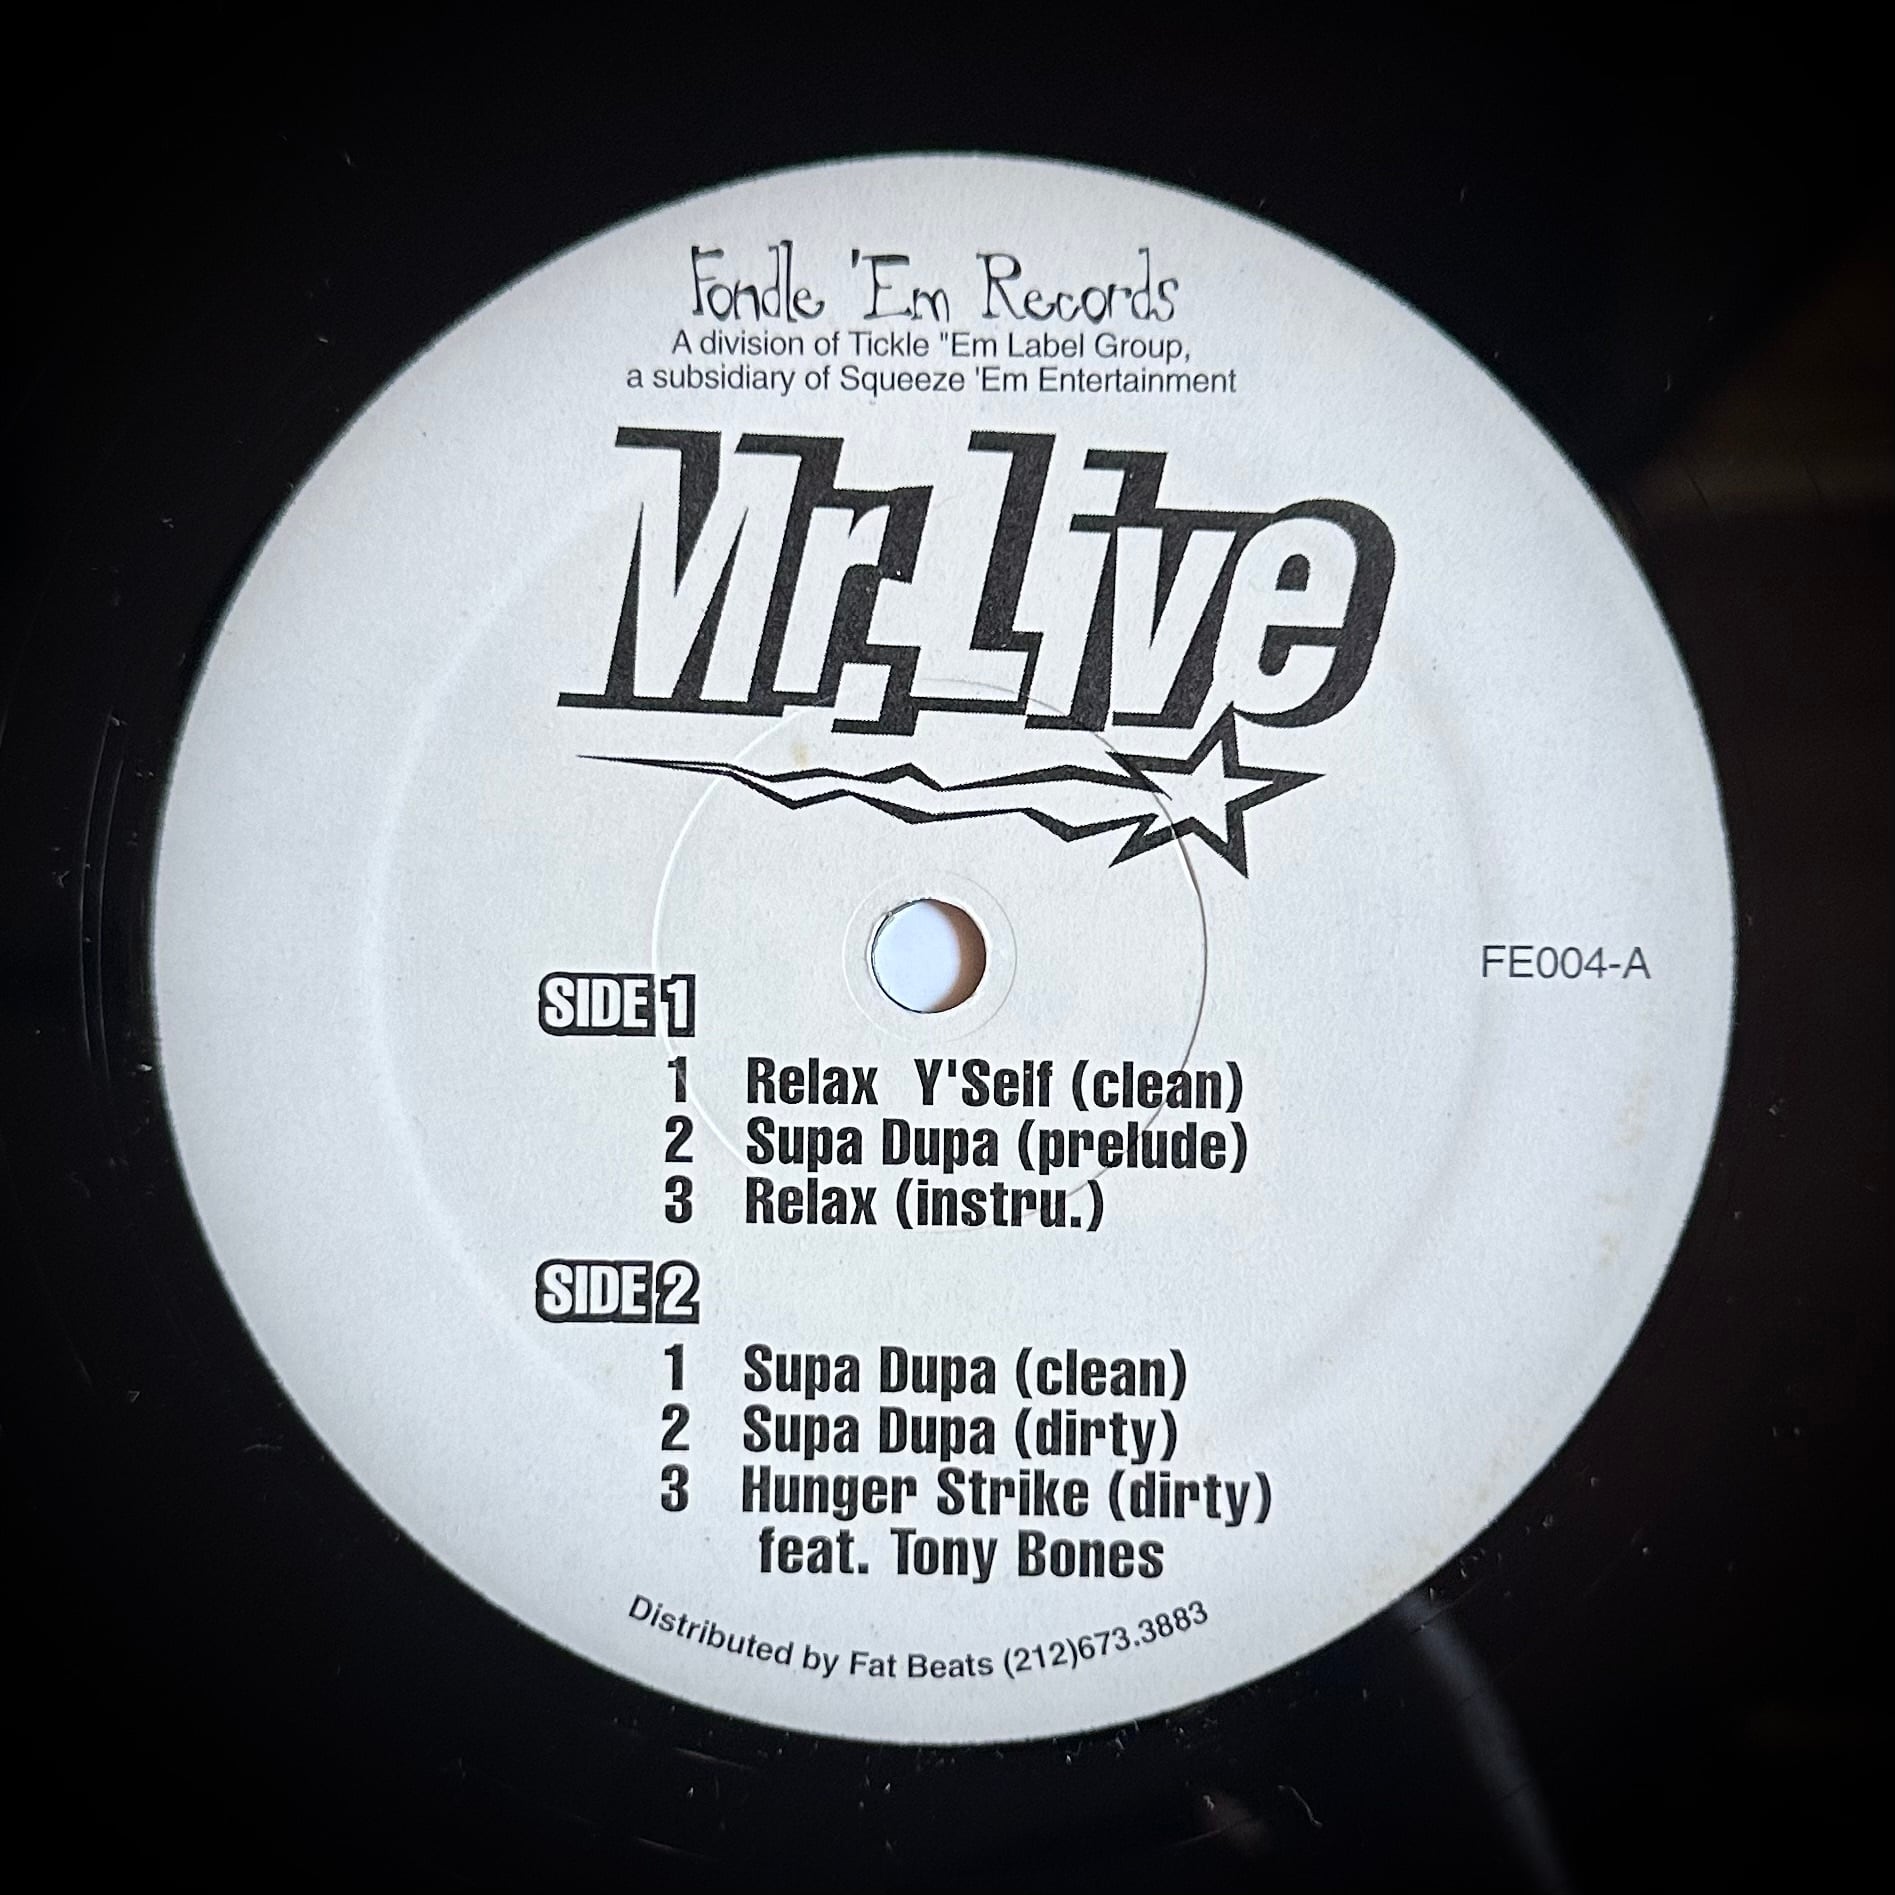 Fondle 'Em Records
A division of Tickle "Em Label Group,
a subsidiary of Squeeze 'Em Entertainment
Mr. Live
FE004-A
SIDE 1
1 Relax Y'Self (clean)
2 Supa Dupa (prelude)
3 Relax (instru.)
SIDE 2
1 Supa Dupa (clean)
2 Supa Dupa (dirty)
3 Hunger Strike (dirty)
feat. Tony Bones
Distributed by Fat Beats (212)673.3883